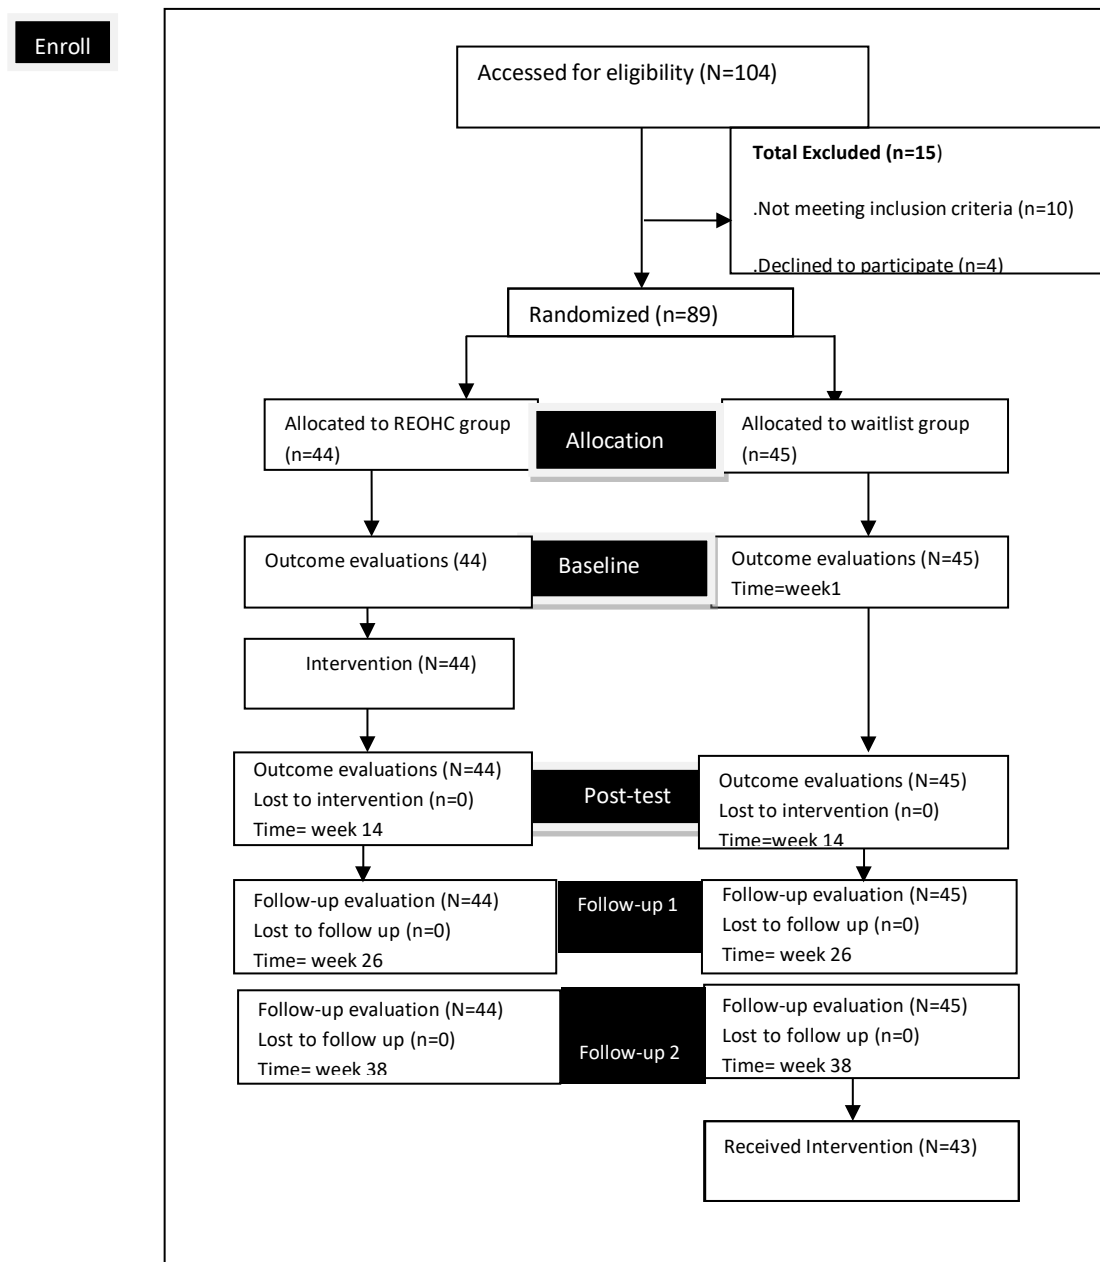 Enroll
Accessed for eligibility (N=104)
Total Excluded (n=15)
.Not meeting inclusion criteria (n=10)
.Declined to participate (n=4)
Randomized (n=89)
Allocated to REOHC group
(n=44)
Allocation
Allocated to waitlist group
(n=45)
Outcome evaluations (44)
Baseline
Outcome evaluations (N=45)
Time=week1
Intervention (N=44)
Outcome evaluations (N=44)
Lost to intervention (n=0)
Time= week 14
Post-test
Outcome evaluations (N=45)
Lost to intervention (n=0)
Time=week 14
Follow-up evaluation (N=44)
Lost to follow up (n=0)
Time= week 26
Follow-up 1
Follow-up evaluation (N=45)
Lost to follow up (n=0)
Time= week 26
Follow-up evaluation (N=44)
Lost to follow up (n=0)
Time= week 38
Follow-up 2
Follow-up evaluation (N=45)
Lost to follow up (n=0)
Time= week 38
Received Intervention (N=43)